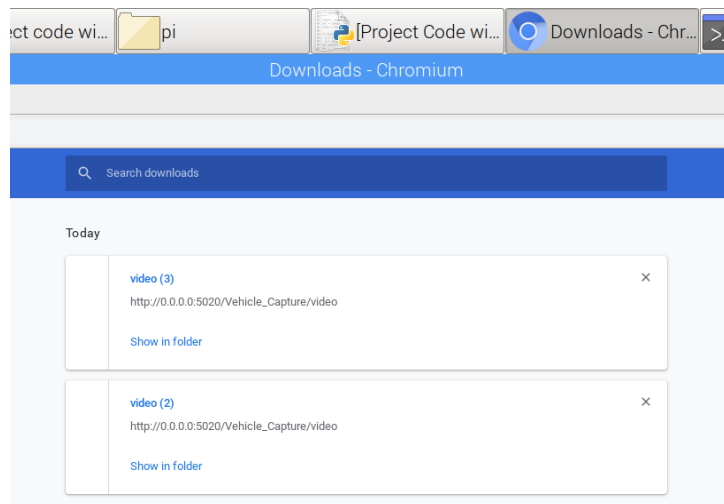 ect code wi...
pi
[Project Code wi...
Downloads - Chr...
Downloads - Chromium
Search downloads
Today
video (3)
http://0.0.0.0:5020/Vehicle_Capture/video
Show in folder
video (2)
http://0.0.0.0:5020/Vehicle_Capture/video
Show in folder